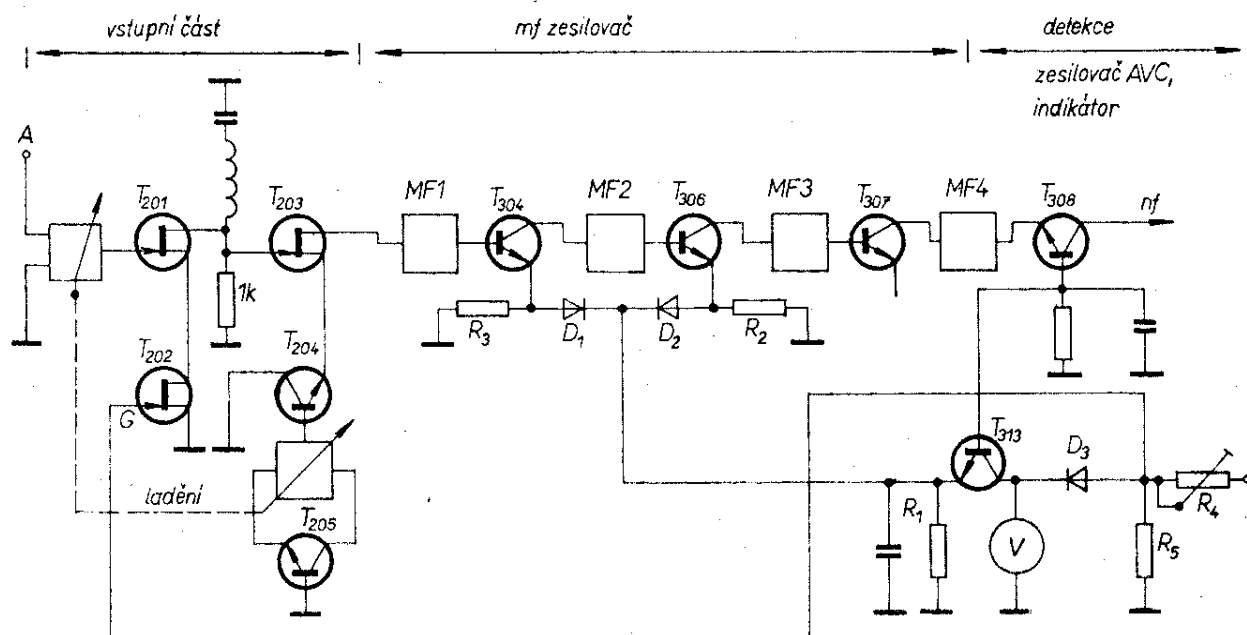 vstupní část
mf zesilovač
detekce
zesilovač AVC,
indikátor
A
T201
T203
MF1
T304
MF2
T306
MF3
T307
MF4
T308
nf
1k
R3
D1
D2
R2
T202
G
T204
T313
D3
R4
ladění
T205
R1
V
R5